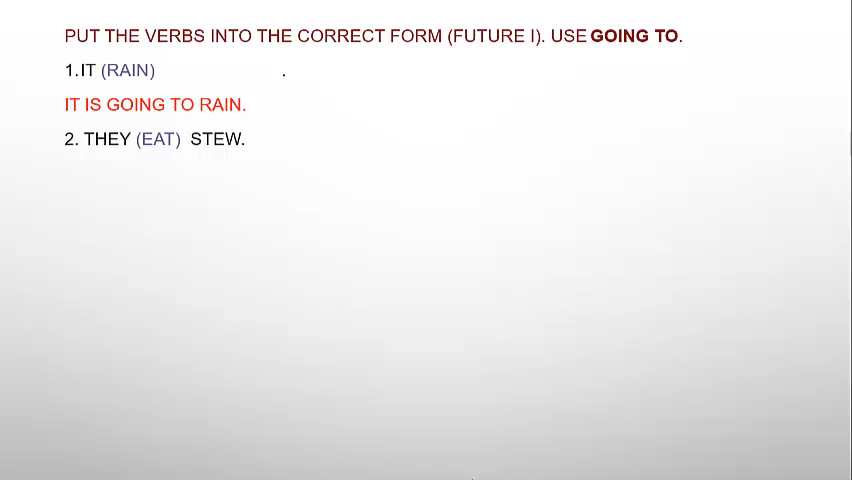 PUT THE VERBS INTO THE CORRECT FORM (FUTURE I). USE GOING TO.
1.IT (RAIN) .
IT IS GOING TO RAIN.
2. THEY (EAT) STEW.